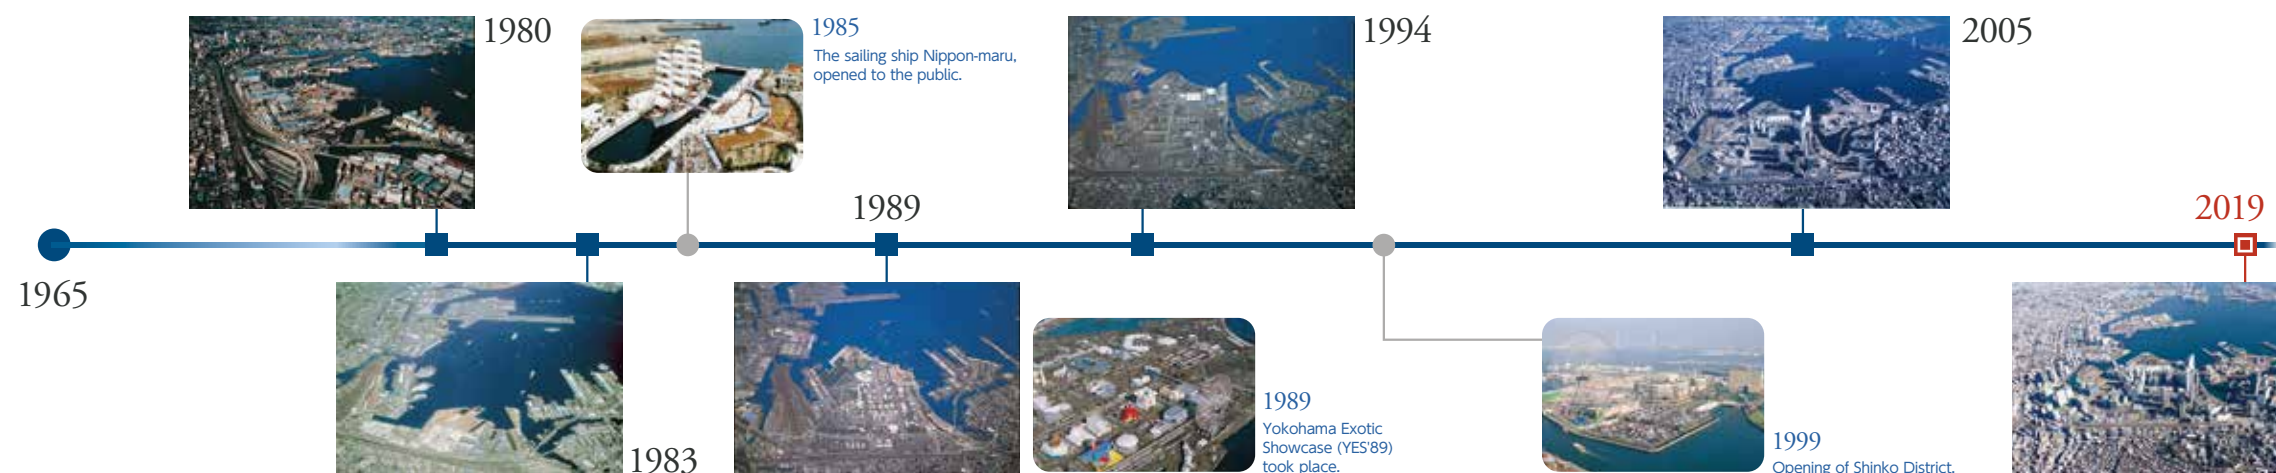 1980
1985
The sailing ship Nippon-maru,
opened to the public.
1994
2005
1989
2019
1965
1983
1989
Yokohama Exotic
Showcase (YES'89)
took place.
1999
Opening of Shinko District.